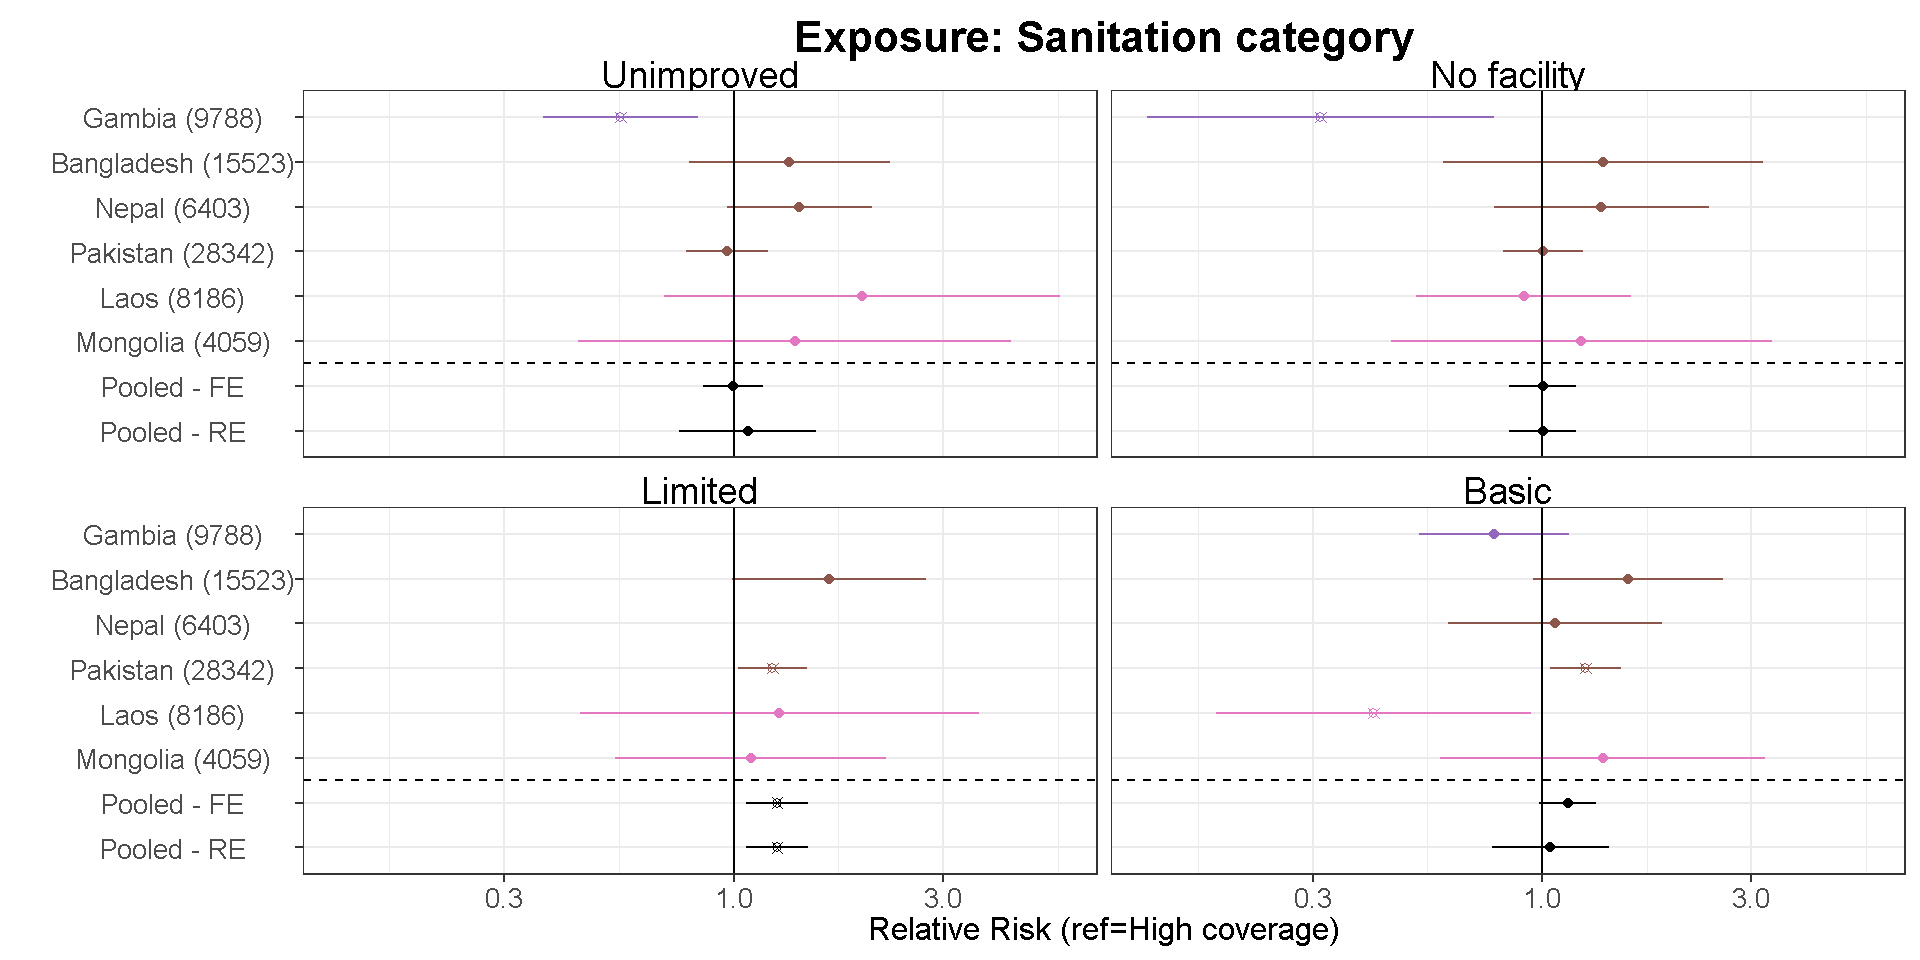 Exposure: Sanitation category
Unimproved
No facility
Gambia (9788)
Bangladesh (15523)
Nepal (6403)
Pakistan (28342)
Laos (8186)
Mongolia (4059)
Pooled - FE
Pooled - RE
Limited
Basic
Gambia (9788)
Bangladesh (15523)
Nepal (6403)
Pakistan (28342)
Laos (8186)
Mongolia (4059)
Pooled - FE
Pooled - RE
0.3 1.0 3.0 0.3 1.0 3.0
Relative Risk (ref=High coverage)